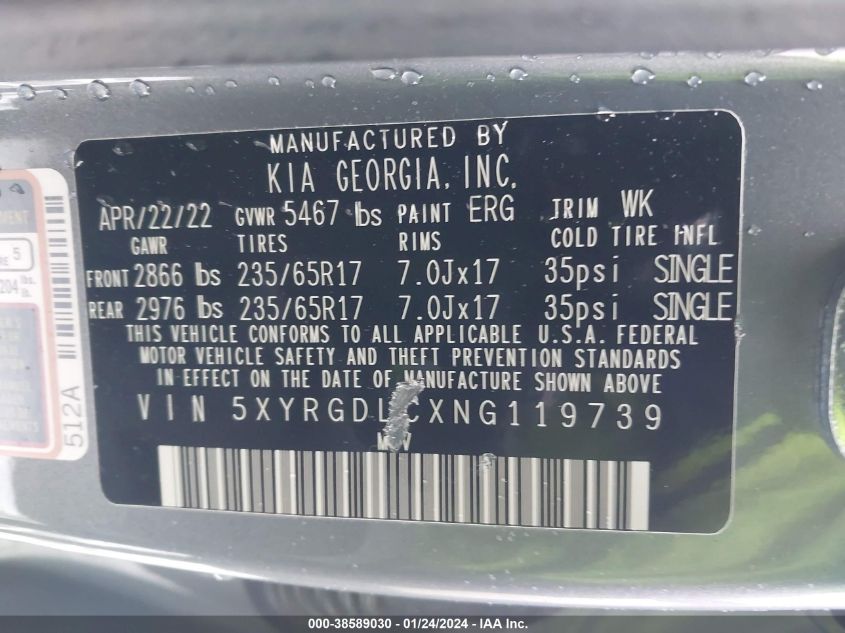 MANUFACTURED BY
KIA GEORGIA, INC.
APR/22/22 GVWR 5467 lbs PAINT ERG TRIM WK
GAWR TIRES RIMS COLD TIRE INFL
FRONT 2866 lbs 235/65R17 7.0Jx17 35psi SINGLE
REAR 2976 lbs 235/65R17 7.0Jx17 35psi SINGLE
THIS VEHICLE CONFORMS TO ALL APPLICABLE U.S.A. FEDERAL
MOTOR VEHICLE SAFETY AND THEFT PREVENTION STANDARDS
IN EFFECT ON THE DATE OF MANUFACTURE SHOWN ABOVE
VIN
5
204 lbs.
512A
000-38589030 - 01/24/2024 - IAA Inc.